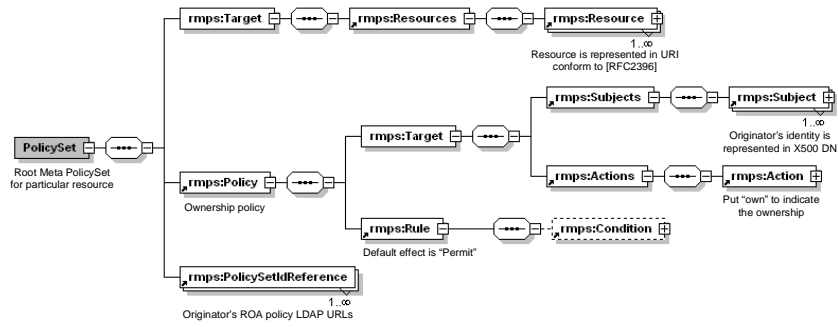 rmps:Target
rmps:Resources
rmps:Resource
1..∞
Resource is represented in URI
conform to [RFC2396]
PolicySet
Root Meta PolicySet
for particular resource
rmps:Policy
Ownership policy
rmps:Target
rmps:Subjects
rmps:Subject
1..∞
Originator's identity is
represented in X500 DN
rmps:Actions
rmps:Action
Put “own” to indicate
the ownership
rmps:Rule
Default effect is “Permit”
rmps:Condition
rmps:PolicySetIdReference
1..∞
Originator's ROA policy LDAP URLs